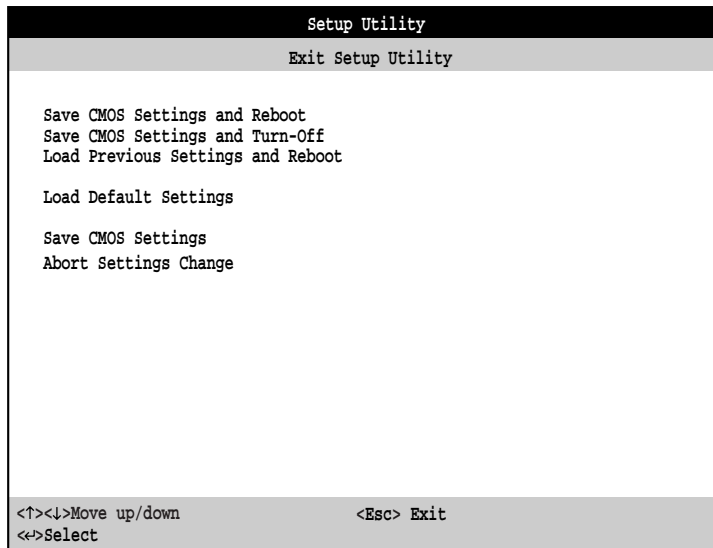 Setup Utility
Exit Setup Utility
Save CMOS Settings and Reboot
Save CMOS Settings and Turn-Off
Load Previous Settings and Reboot
Load Default Settings
Save CMOS Settings
Abort Settings Change
<↑><↓>Move up/down <Esc> Exit
<↵>Select